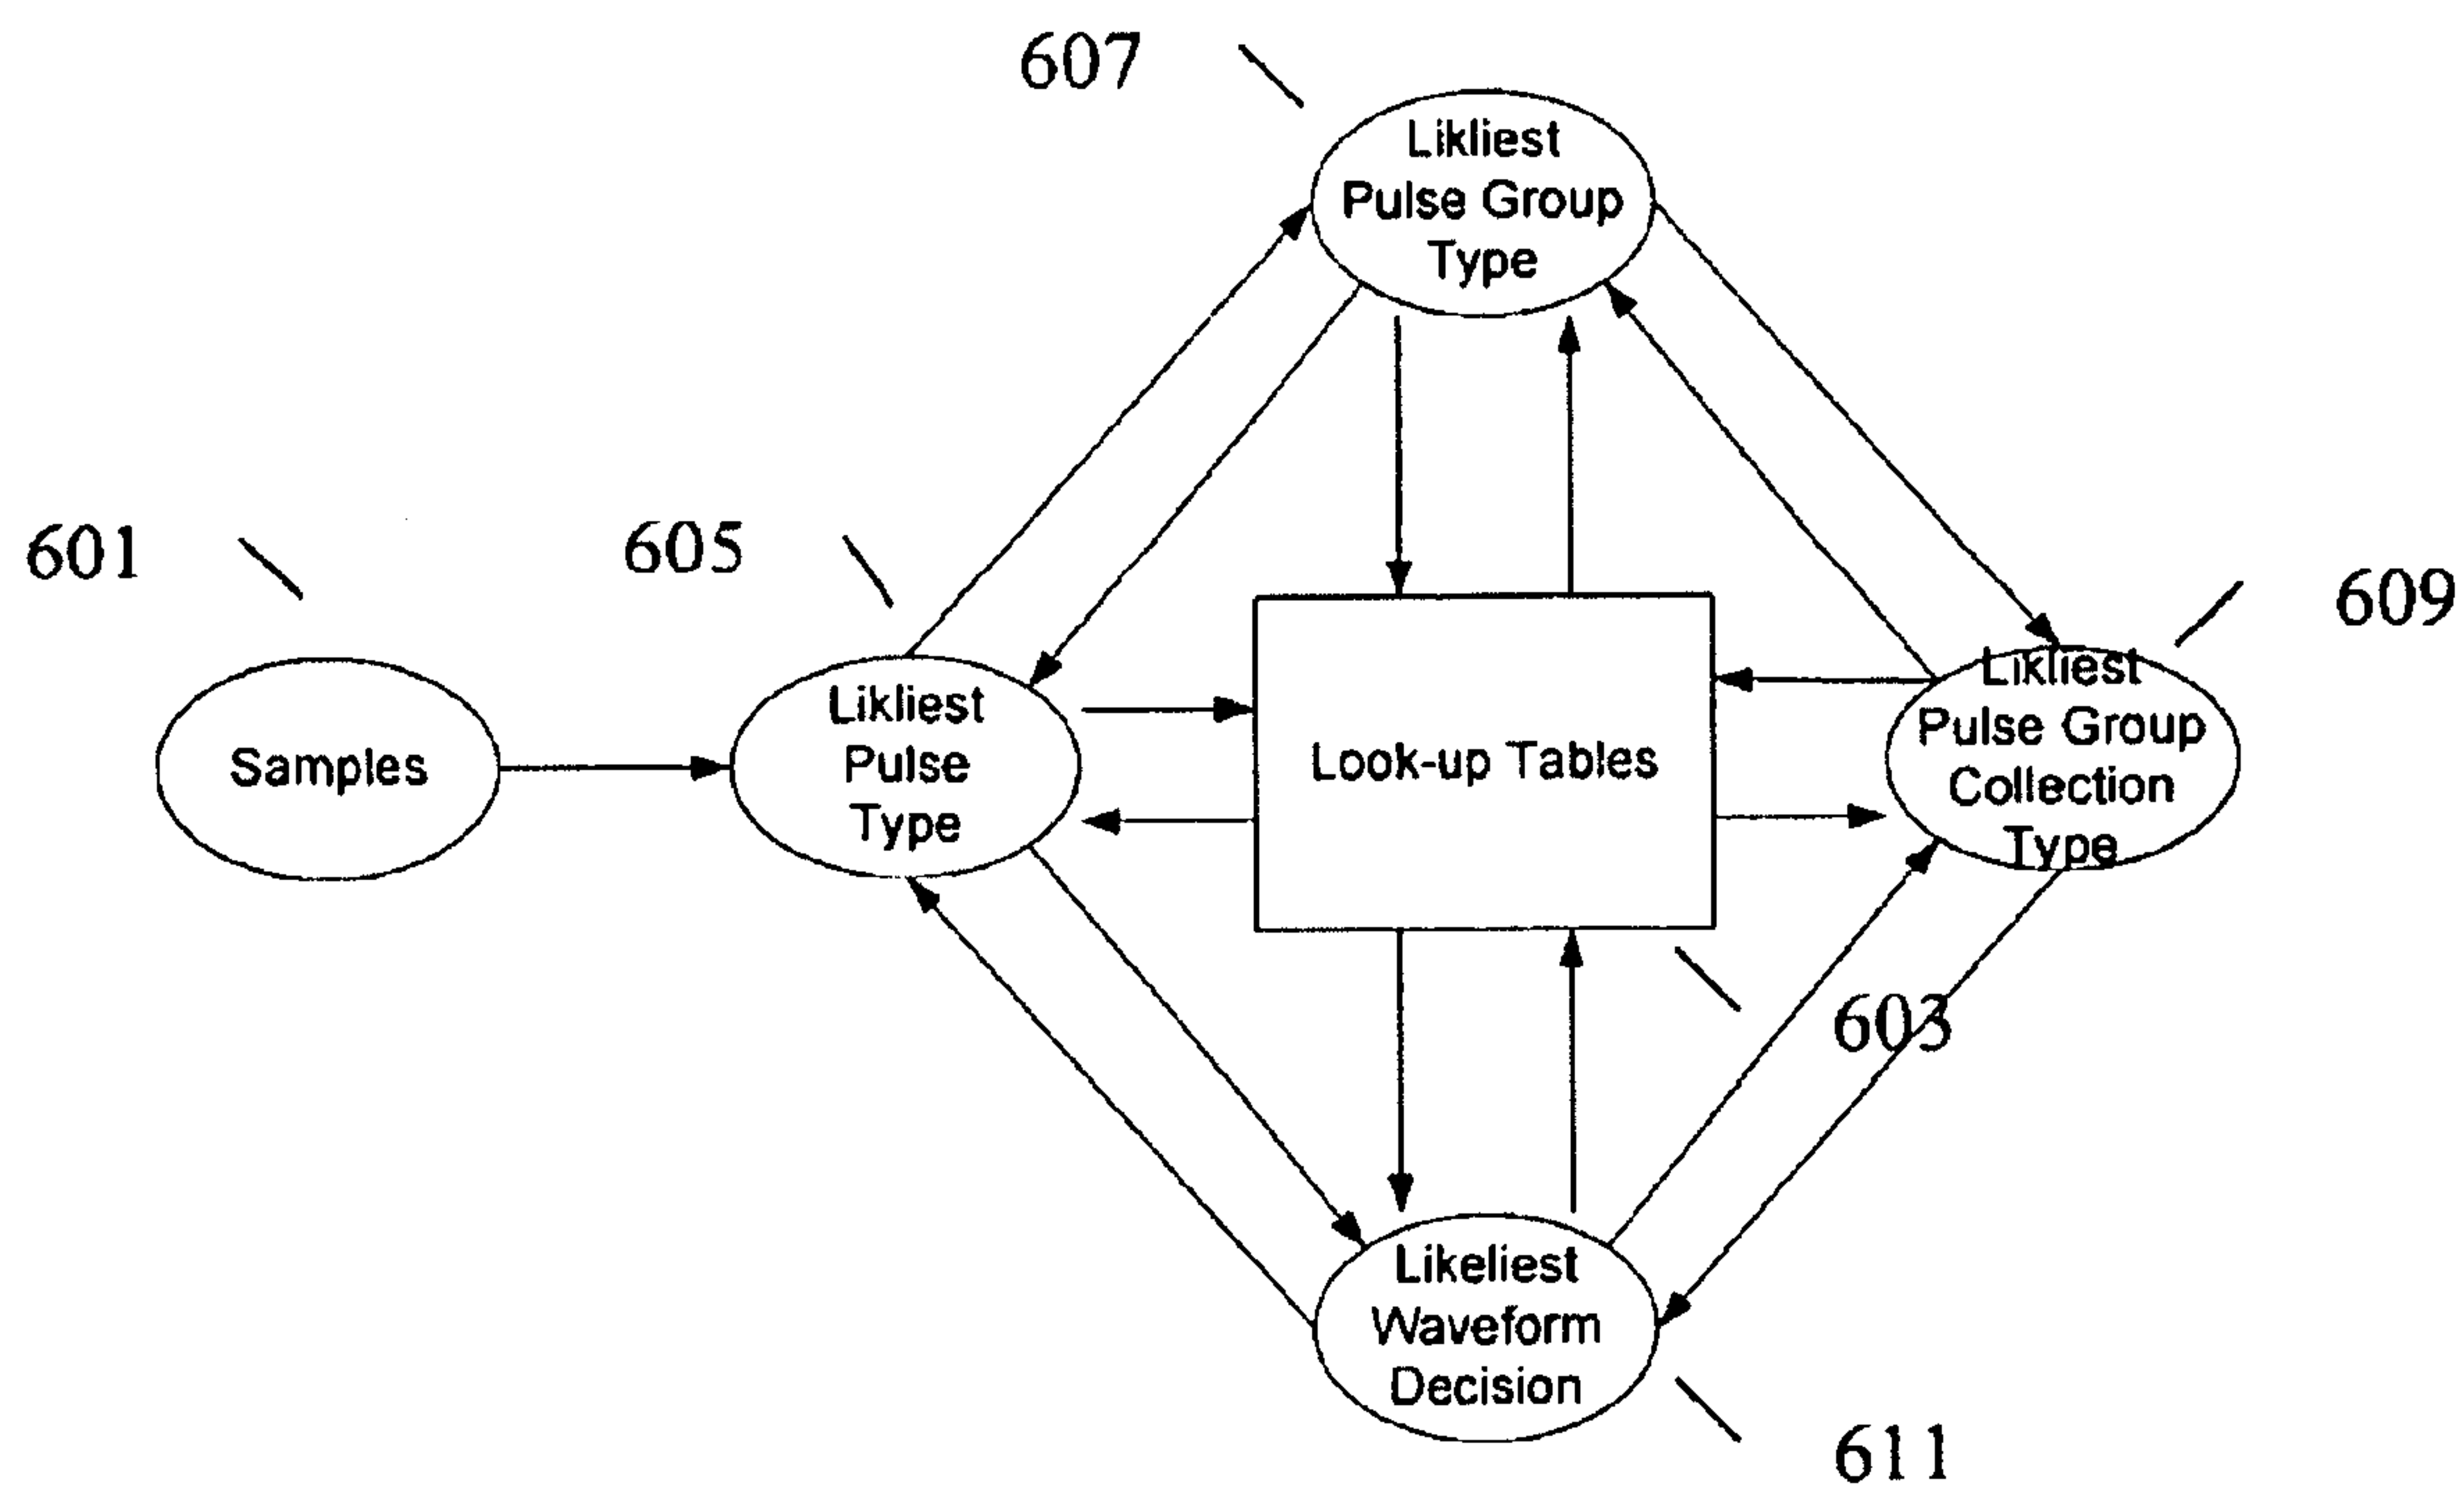 607
Likliest
Pulse Group
Type
601
605
609
Samples
Likliest
Pulse
Type
Look-up Tables
Likliest
Pulse Group
Collection
Type
603
Likeliest
Waveform
Decision
611